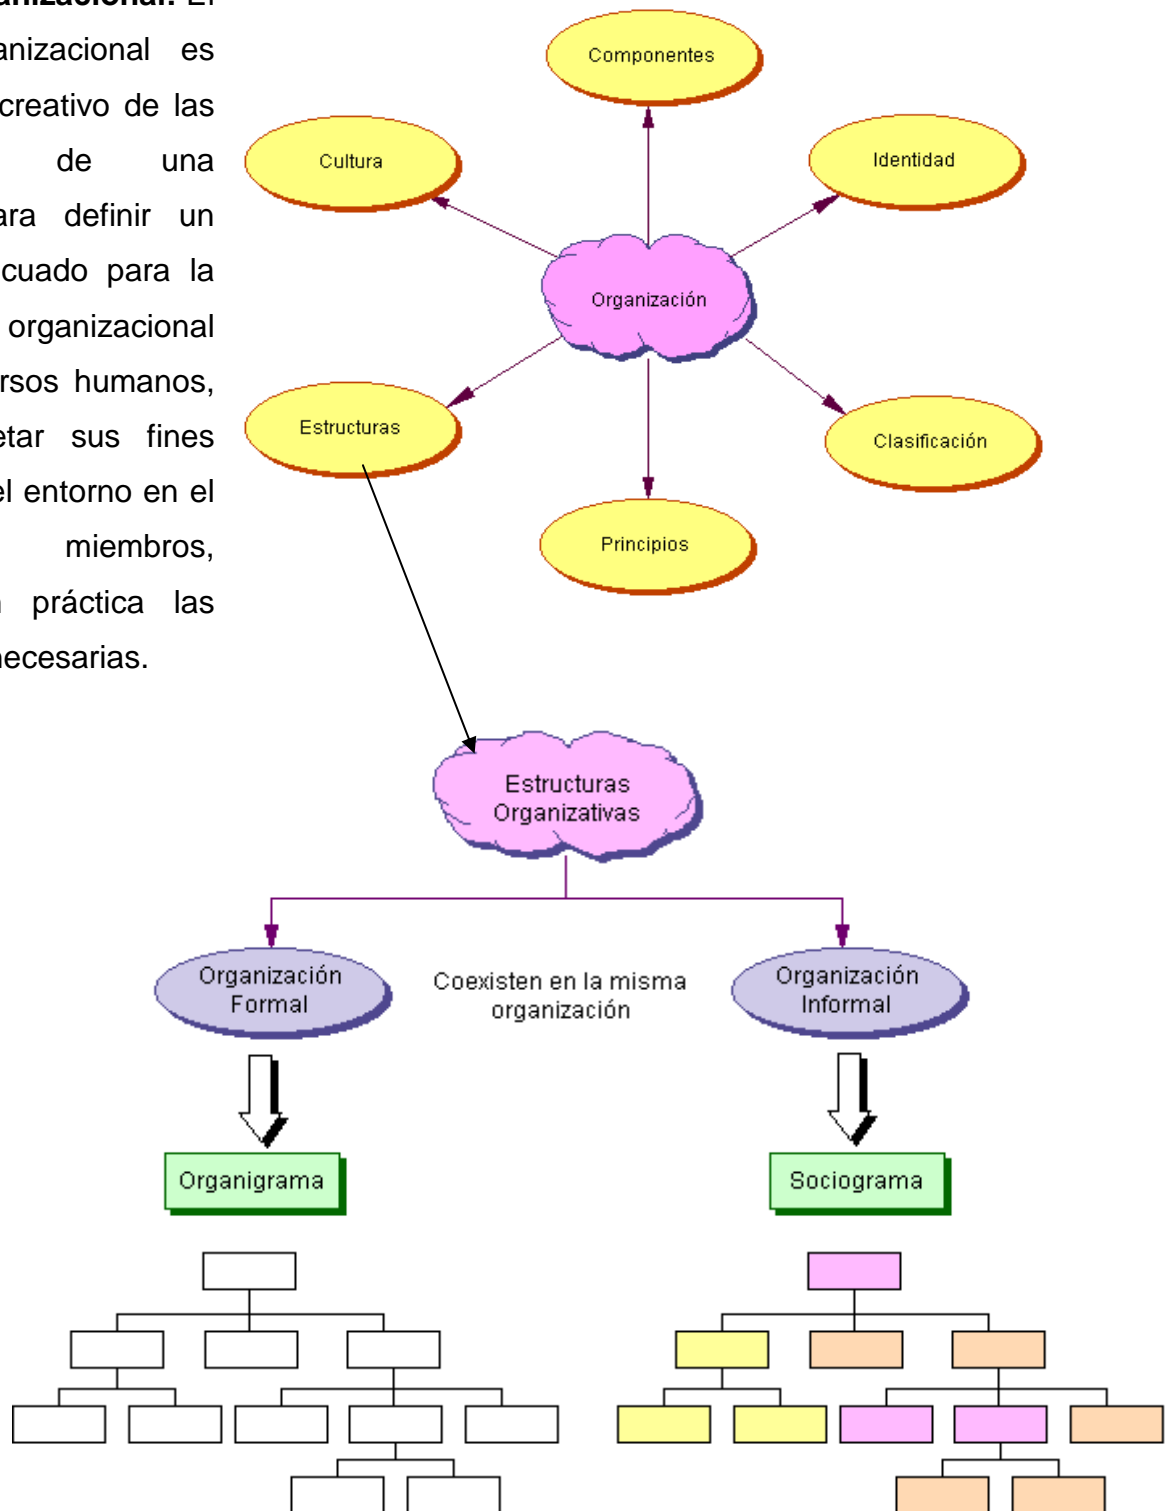 anizacional. El
anizacional es
creativo de las
de una
ara definir un
cuado para la
organizacional
rsos humanos,
etar sus fines
el entorno en el
miembros,
práctica las
necesarias.
Componentes
Cultura
Identidad
Organización
Estructuras
Clasificación
Principios
Estructuras
Organizativas
Organización
Formal
Coexisten en la misma
organización
Organización
Informal
Organigrama
Sociograma